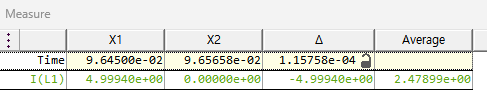 Measure
X1 X2 Δ Average
Time 9.64500e-02 9.65658e-02 1.15758e-04
I(L1) 4.99940e+00 0.00000e+00 -4.99940e+00 2.47899e+00